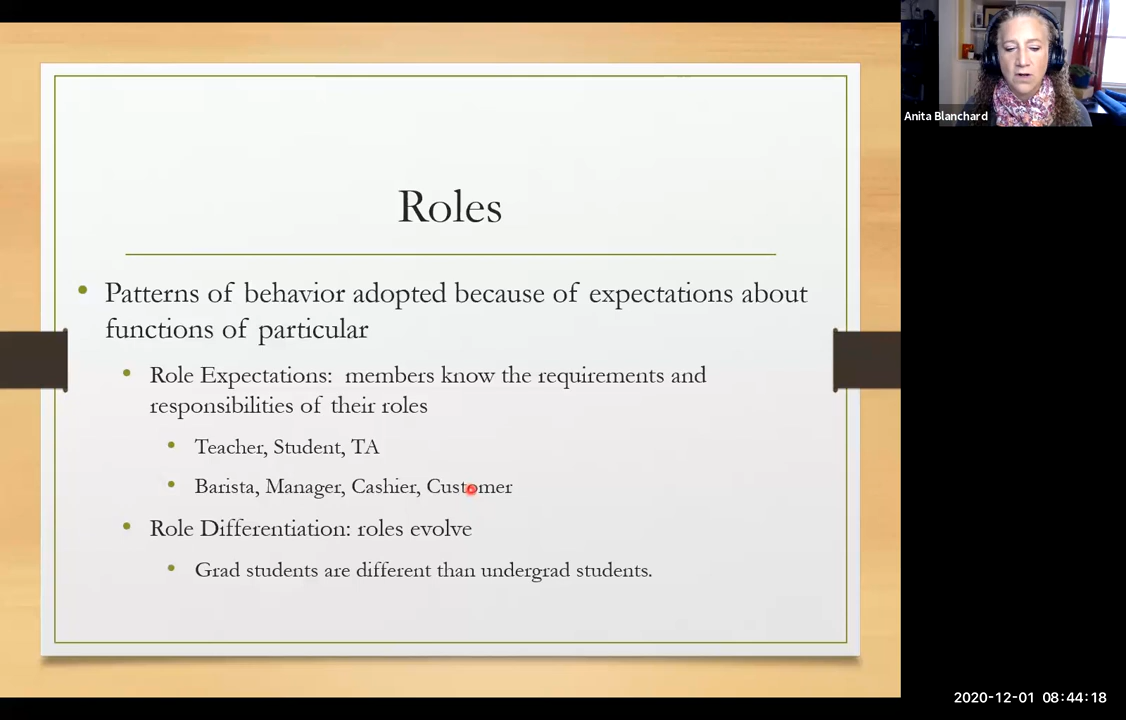 Roles
Patterns of behavior adopted because of expectations about
functions of particular
Role Expectations: members know the requirements and
responsibilities of their roles
Teacher, Student, TA
Barista, Manager, Cashier, Customer
Role Differentiation: roles evolve
Grad students are different than undergrad students.
Anita Blanchard
2020-12-01 08:44:18